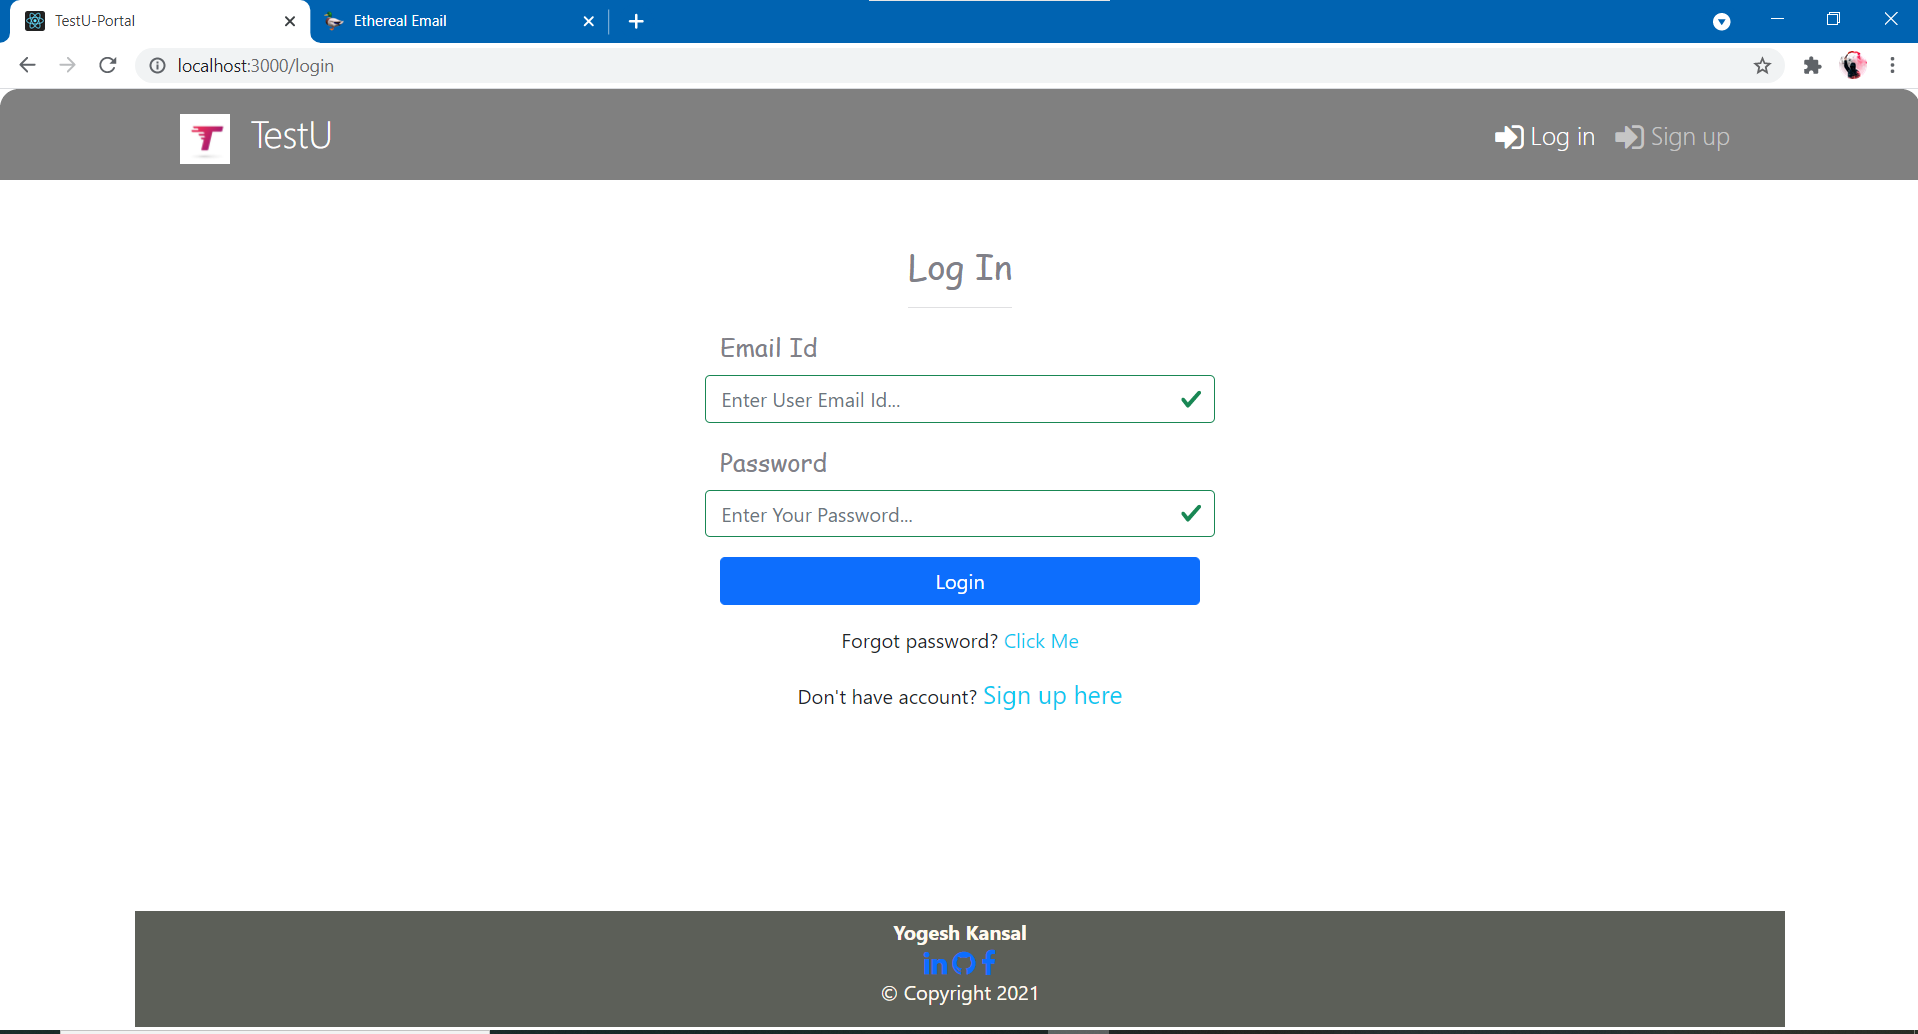 TestU-Portal
Ethereal Email
localhost:3000/login
T TestU
Log in
Sign up
Log In
Email Id
Enter User Email Id...
Password
Enter Your Password...
Login
Forgot password? Click Me
Don't have account? Sign up here
Yogesh Kansal
in f
© Copyright 2021